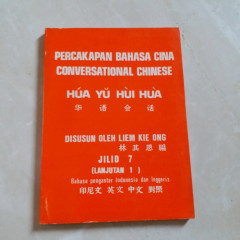 PERCAKAPAN BAHASA CINA
CONVERSATIONAL CHINESE
HÚA YŬ HÙI HÙA
华语会话
DISUSUN OLEH LIEM KIE ONG
林其恩編
JILID 7
(LANJUTAN 1)
Bahasa pengantar Indonesia dan Inggeris
印尼文 英文 中文 对照